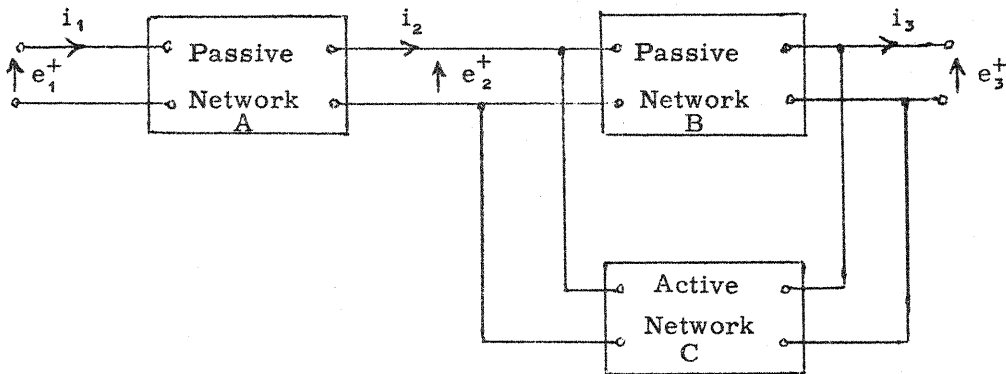 i₁ i₂ i₃
e₁⁺ Passive e₂⁺ Passive e₃⁺
Network Network
A B
Active
Network
C